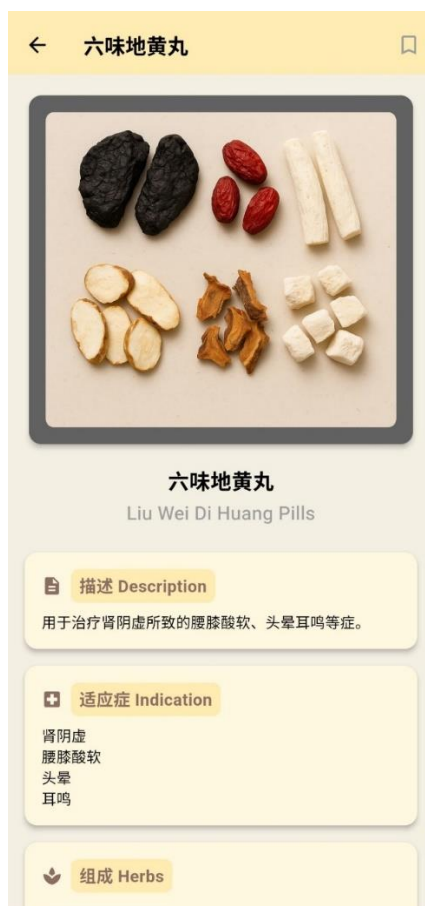 六味地黄丸
六味地黄丸
Liu Wei Di Huang Pills
描述 Description
用于治疗肾阴虚所致的腰膝酸软、头晕耳鸣等症。
适应症 Indication
肾阴虚
腰膝酸软
头晕
耳鸣
组成 Herbs